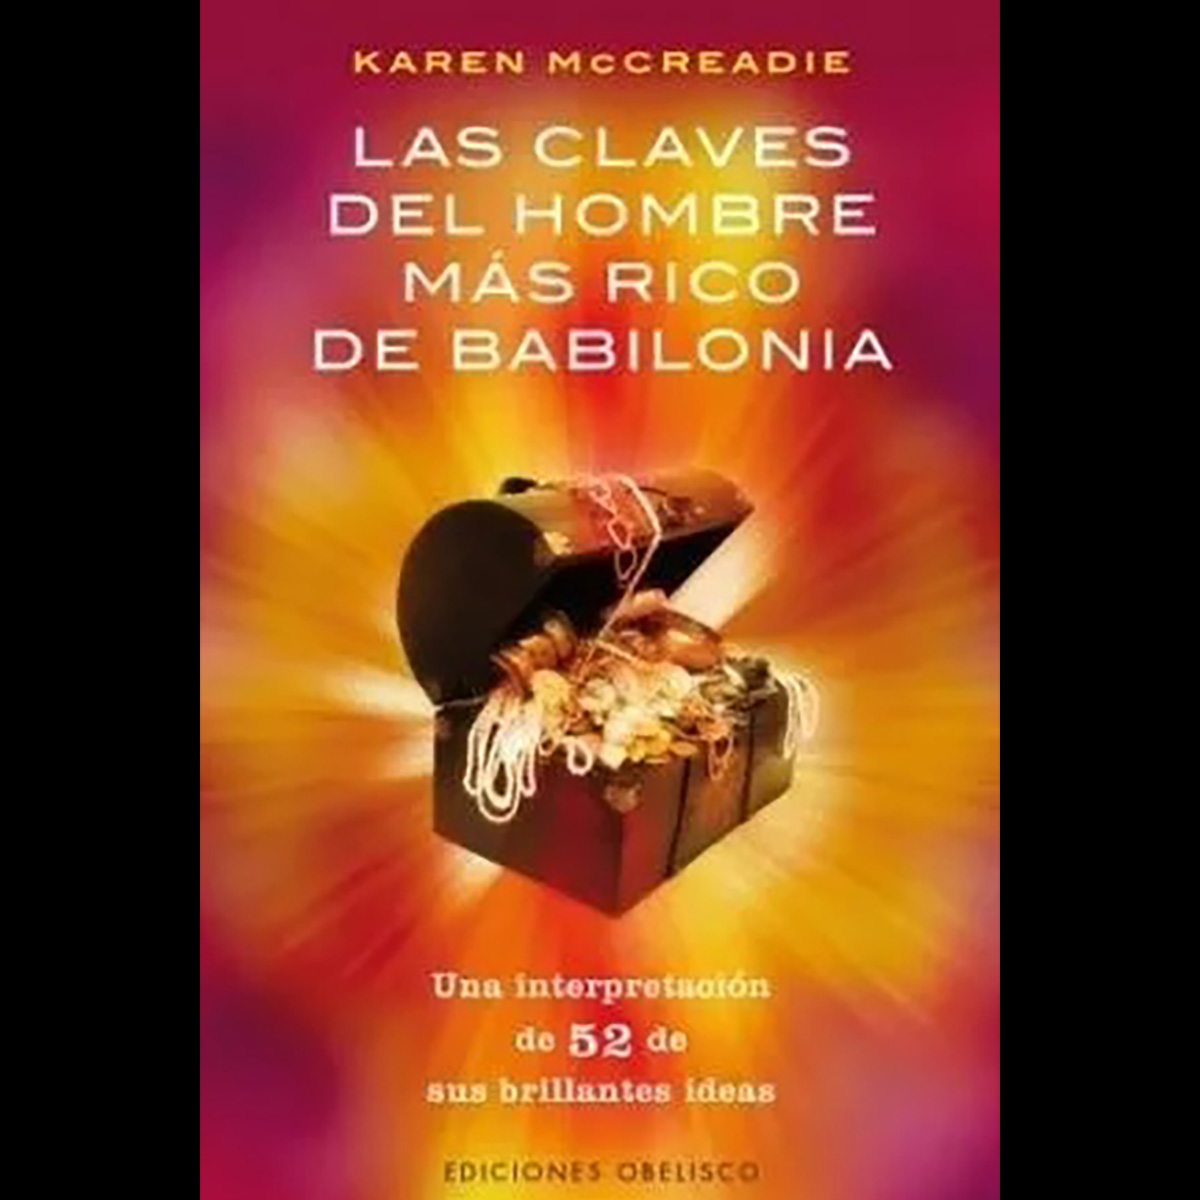 KAREN McCREADIE
LAS CLAVES
DEL HOMBRE
MÁS RICO
DE BABILONIA
Una interpretación
de 52 de
sus brillantes ideas
EDICIONES OBELISCO